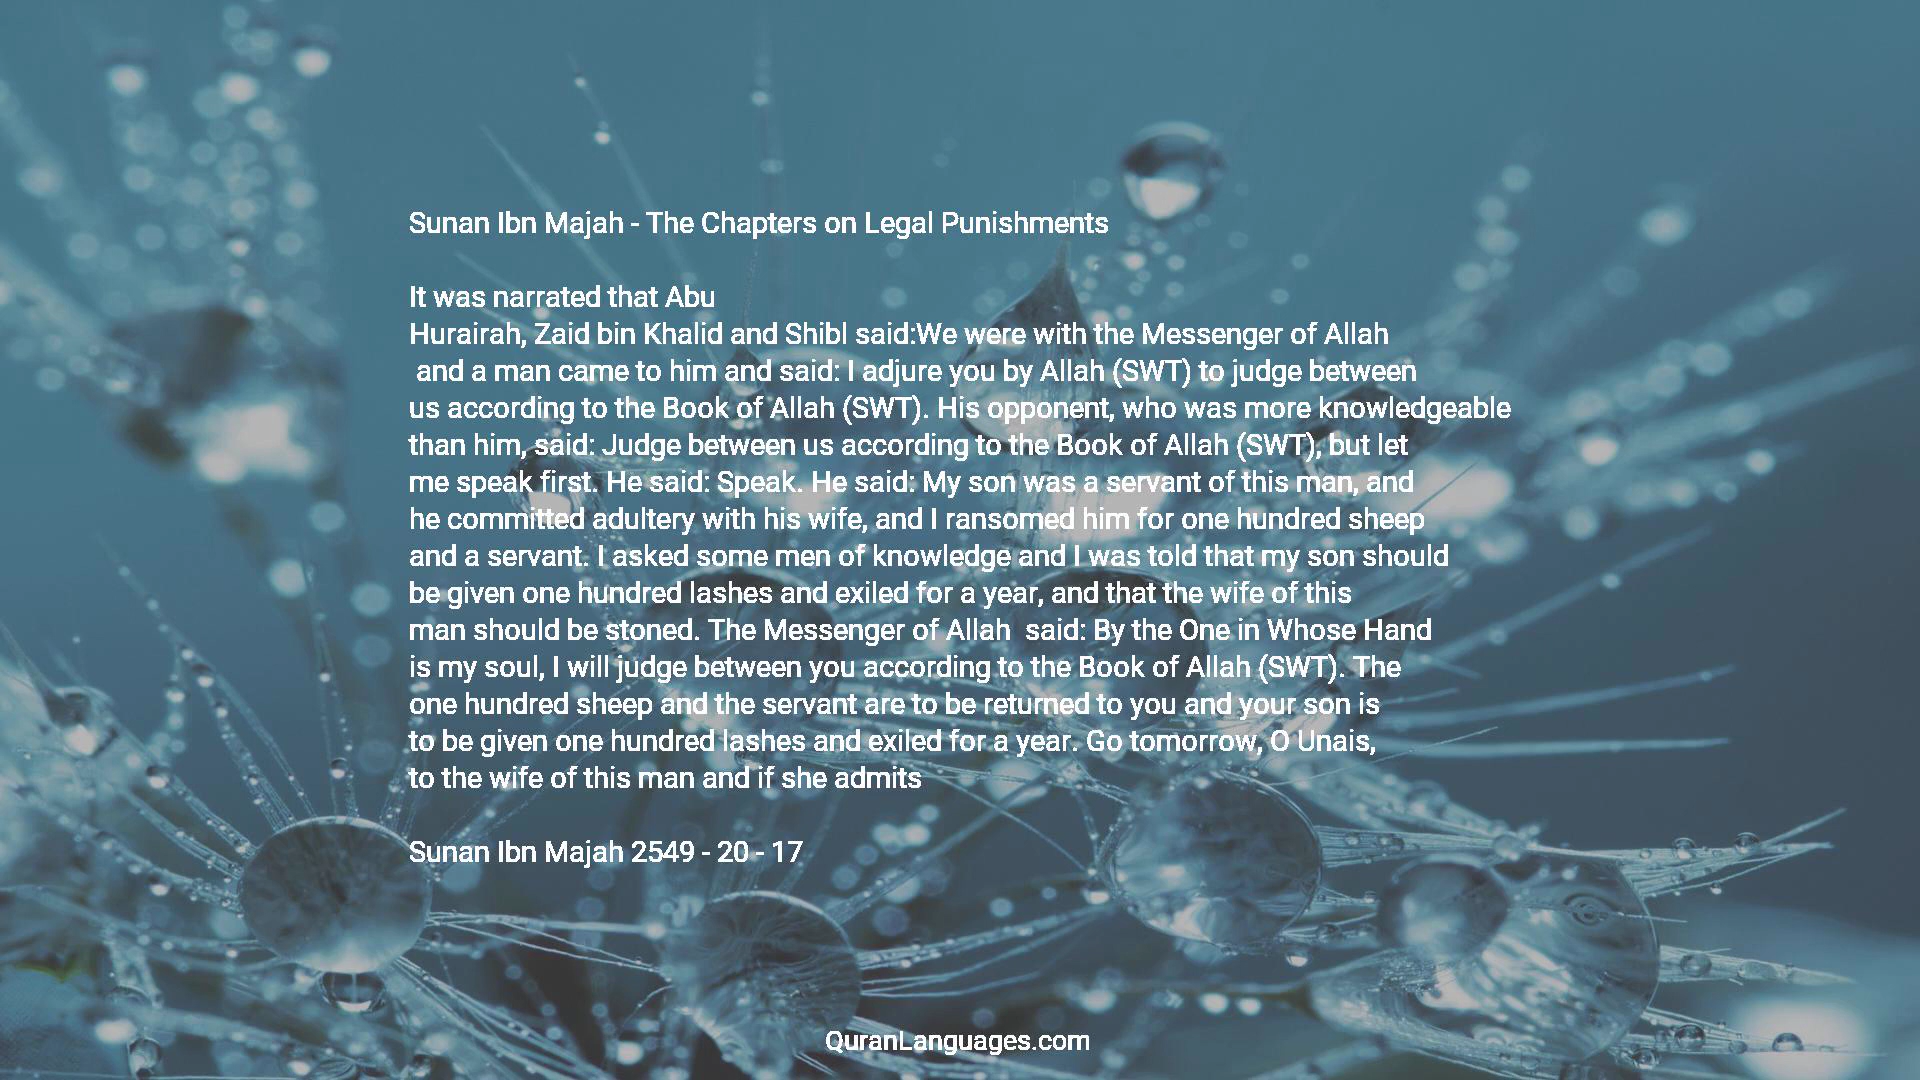 Sunan Ibn Majah - The Chapters on Legal Punishments
It was narrated that Abu
Hurairah, Zaid bin Khalid and Shibl said:We were with the Messenger of Allah
and a man came to him and said: I adjure you by Allah (SWT) to judge between
us according to the Book of Allah (SWT). His opponent, who was more knowledgeable
than him, said: Judge between us according to the Book of Allah (SWT), but let
me speak first. He said: Speak. He said: My son was a servant of this man, and
he committed adultery with his wife, and I ransomed him for one hundred sheep
and a servant. I asked some men of knowledge and I was told that my son should
be given one hundred lashes and exiled for a year, and that the wife of this
man should be stoned. The Messenger of Allah  said: By the One in Whose Hand
is my soul, I will judge between you according to the Book of Allah (SWT). The
one hundred sheep and the servant are to be returned to you and your son is
to be given one hundred lashes and exiled for a year. Go tomorrow, O Unais,
to the wife of this man and if she admits
Sunan Ibn Majah 2549 - 20 - 17
QuranLanguages.com